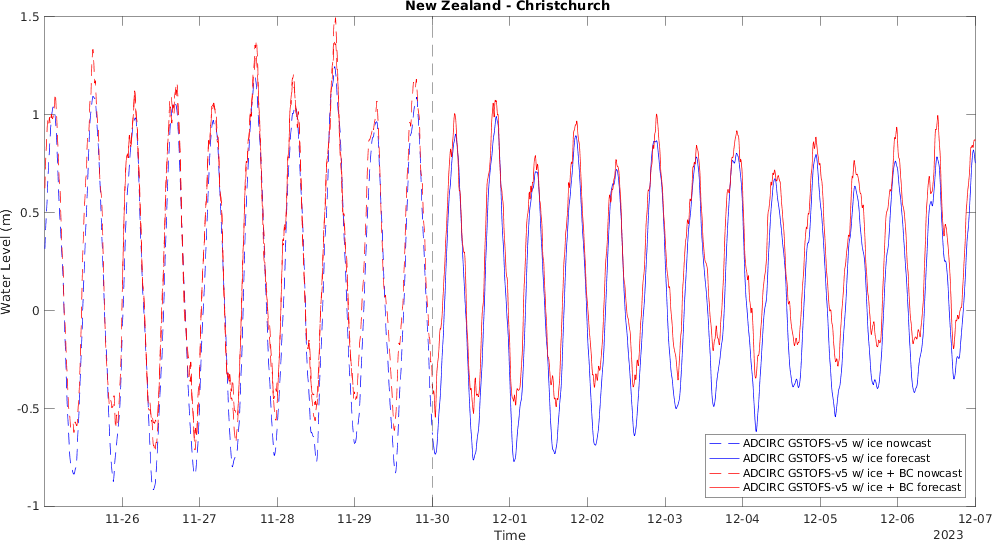 New Zealand - Christchurch
1.5
1
0.5
0
-0.5
-1
Water Level (m)
ADCIRC GSTOFS-v5 w/ ice nowcast
ADCIRC GSTOFS-v5 w/ ice forecast
ADCIRC GSTOFS-v5 w/ ice + BC nowcast
ADCIRC GSTOFS-v5 w/ ice + BC forecast
11-26 11-27 11-28 11-29 11-30 12-01 12-02 12-03 12-04 12-05 12-06 12-07
Time
2023